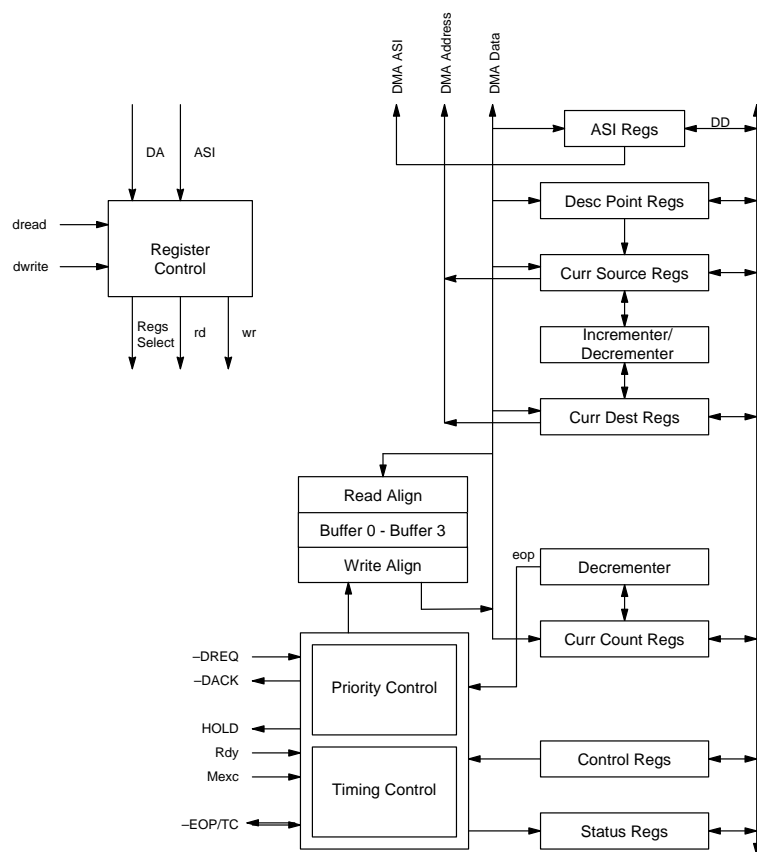 DMA ASI
DMA Address
DMA Data
DA
ASI
ASI Regs
DD
Desc Point Regs
dread
dwrite
Register
Control
Curr Source Regs
Regs
Select
rd
wr
Incrementer/
Decrementer
Curr Dest Regs
Read Align
Buffer 0 - Buffer 3
Write Align
eop
Decrementer
Curr Count Regs
–DREQ
–DACK
Priority Control
HOLD
Rdy
Mexc
Timing Control
Control Regs
–EOP/TC
Status Regs